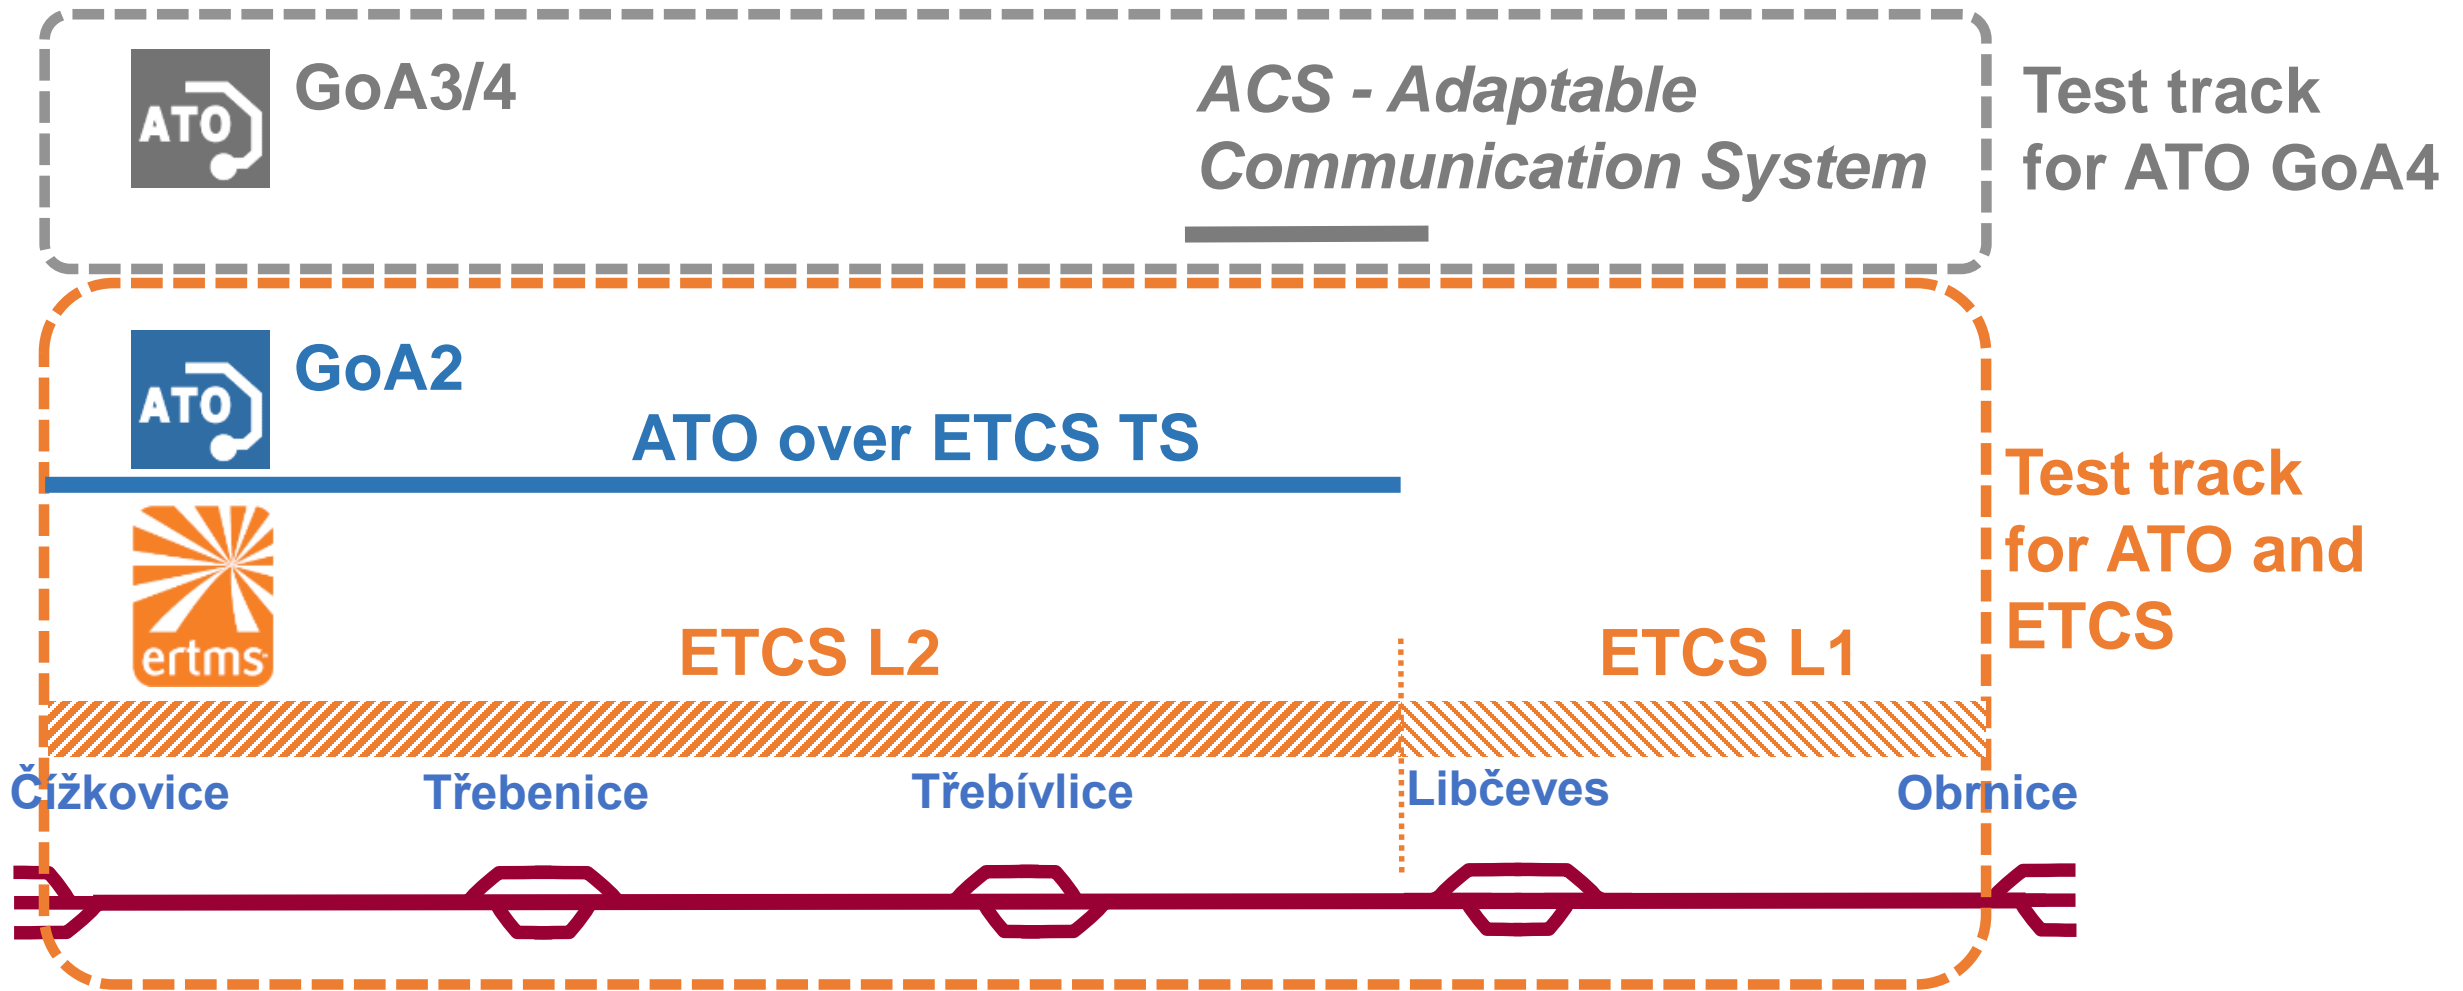 ATO
GoA3/4
ACS - Adaptable
Communication System
Test track
for ATO GoA4
ATO
GoA2
ATO over ETCS TS
Test track
for ATO and
ETCS
ertms
ETCS L2
ETCS L1
Čížkovice
Třebenice
Třebívlice
Libčeves
Obrnice